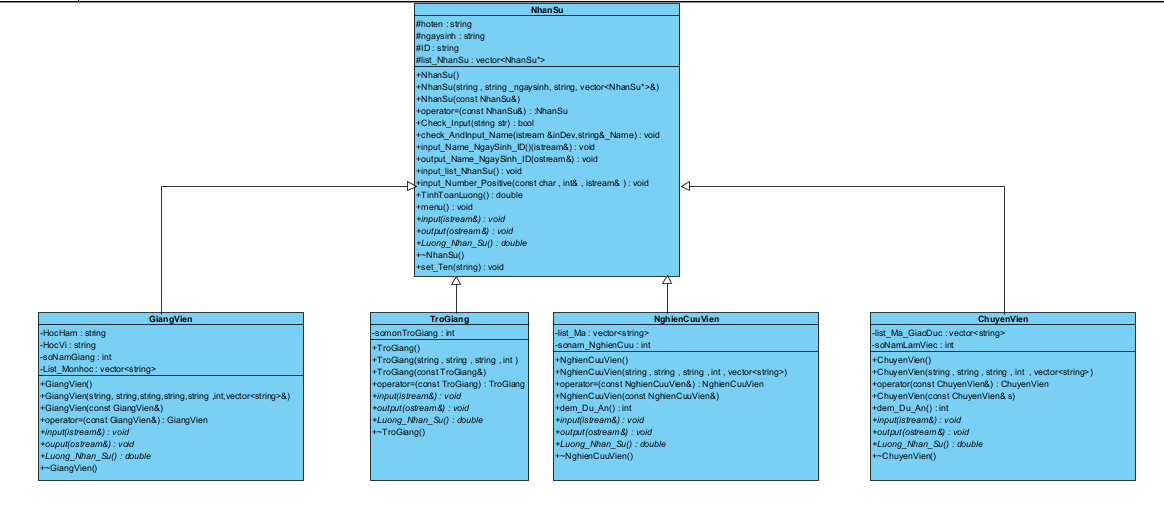 NhanSu
#hoten : string
#ngaysinh : string
#ID : string
#list_NhanSu : vector<NhanSu*>
+NhanSu()
+NhanSu(string , string _ngaysinh, string, vector<NhanSu*>&)
+NhanSu(const NhanSu&)
+operator=(const NhanSu&) : :NhanSu
+Check_Input(string str) : bool
+check_AndInput_Name(istream &inDev,string&_Name) : void
+input_Name_NgaySinh_ID()(istream&) : void
+output_Name_NgaySinh_ID(ostream&) : void
+input_list_NhanSu() : void
+input_Number_Positive(const char , int& , istream& ) : void
+TinhToanLuong() : double
+menu() : void
+input(istream&) : void
+output(ostream&) : void
+Luong_Nhan_Su() : double
+~NhanSu()
+set_Ten(string) : void
GiangVien
-HocHam : string
-HocVi : string
-soNamGiang : int
-List_Monhoc : vector<string>
+GiangVien()
+GiangVien(string, string,string,string,string ,int,vector<string>&)
+GiangVien(const GiangVien&)
+operator=(const GiangVien&) : GiangVien
+input(istream&) : void
+ouput(ostream&) : void
+Luong_Nhan_Su() : double
+~GiangVien()
TroGiang
-somonTroGiang : int
+TroGiang()
+TroGiang(string , string , string ,int )
+TroGiang(const TroGiang&)
+operator=(const TroGiang) : TroGiang
+input(istream&) : void
+output(ostream&) : void
+Luong_Nhan_Su() : double
+~TroGiang()
NghienCuuVien
-list_Ma : vector<string>
-sonam_NghienCuu : int
+NghienCuuVien()
+NghienCuuVien(string , string , string , int , vector<string>)
+operator=(const NghienCuuVien&) : NghienCuuVien
+NghienCuuVien(const NghienCuuVien&)
+dem_Du_An() : int
+input(istream&) : void
+output(ostream&) : void
+Luong_Nhan_Su() : double
+~NghienCuuVien()
ChuyenVien
-list_Ma_GiaoDuc : vector<string>
-soNamLamViec : int
+ChuyenVien()
+ChuyenVien(string , string , string , int , vector<string>)
+operator(const ChuyenVien&) : ChuyenVien
+ChuyenVien(const ChuyenVien& s)
+dem_Du_An() : int
+input(istream&) : void
+output(ostream&) : void
+Luong_Nhan_Su() : double
+~ChuyenVien()